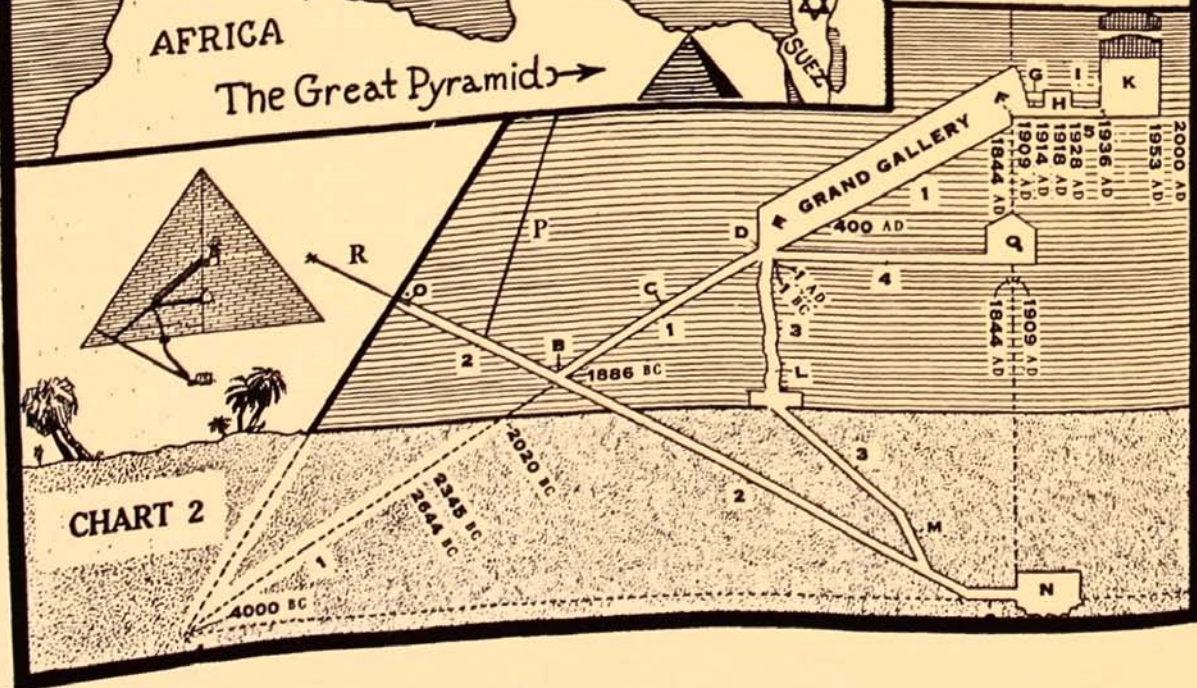 AFRICA
The Great Pyramid
SUEZ
G
I
K
H
5
1844 AD
1909 AD
1914 AD
1918 AD
1928 AD
1936 AD
1953 AD
2000 AD
GRAND GALLERY
1
R
P
D
400 AD
Q
4
O
C
1 AD
1 BC
1
3
2
B
1886 BC
L
1844 AD
1909 AD
2020 BC
3
CHART 2
2345 BC
2644 BC
2
M
1
N
4000 BC